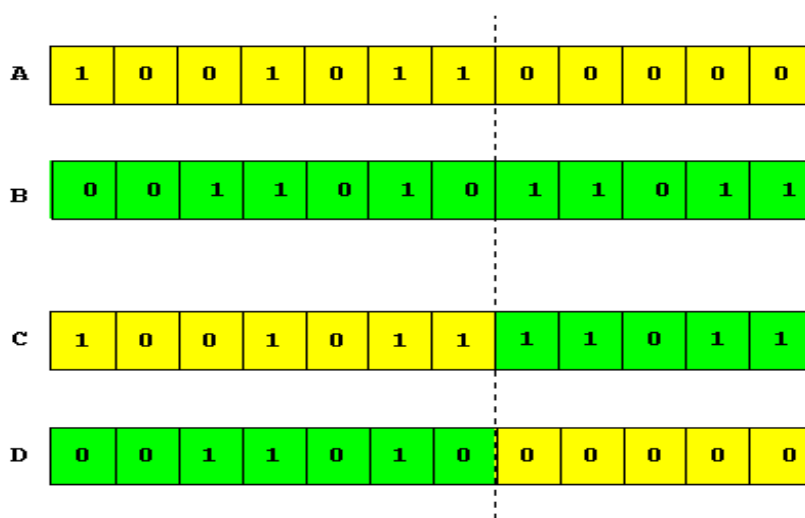 A 1 0 0 1 0 1 1 0 0 0 0 0
B 0 0 1 1 0 1 0 1 1 0 1 1
C 1 0 0 1 0 1 1 1 1 0 1 1
D 0 0 1 1 0 1 0 0 0 0 0 0